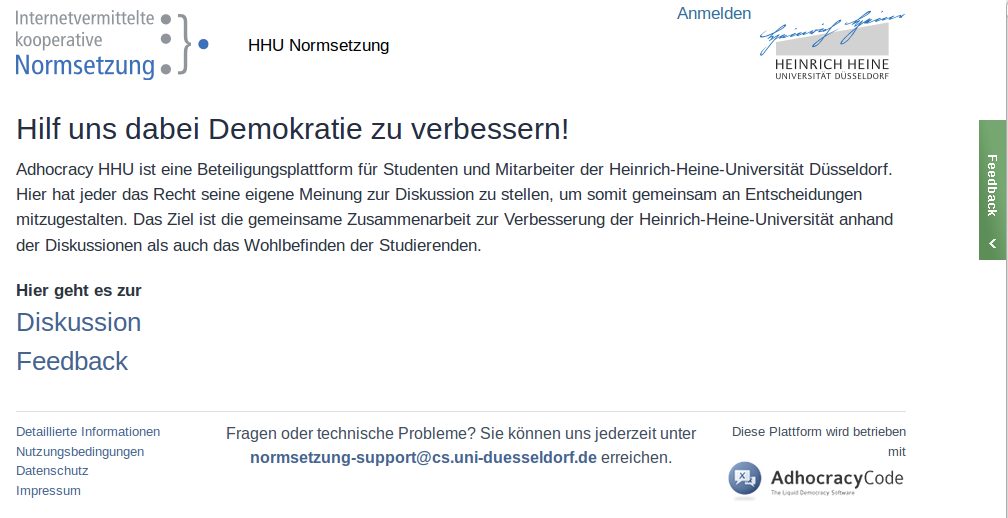 Internetvermittelte
kooperative
Normsetzung
HHU Normsetzung
Anmelden
Heinrich Heine
HEINRICH HEINE
UNIVERSITÄT DÜSSELDORF
Hilf uns dabei Demokratie zu verbessern!
Adhocracy HHU ist eine Beteiligungsplattform für Studenten und Mitarbeiter der Heinrich-Heine-Universität Düsseldorf.
Hier hat jeder das Recht seine eigene Meinung zur Diskussion zu stellen, um somit gemeinsam an Entscheidungen
mitzugestalten. Das Ziel ist die gemeinsame Zusammenarbeit zur Verbesserung der Heinrich-Heine-Universität anhand
der Diskussionen als auch das Wohlbefinden der Studierenden.
Feedback
Hier geht es zur
Diskussion
Feedback
Detaillierte Informationen
Nutzungsbedingungen
Datenschutz
Impressum
Fragen oder technische Probleme? Sie können uns jederzeit unter
normsetzung-support@cs.uni-duesseldorf.de erreichen.
Diese Plattform wird betrieben
mit
AdhocracyCode
The Liquid Democracy Software